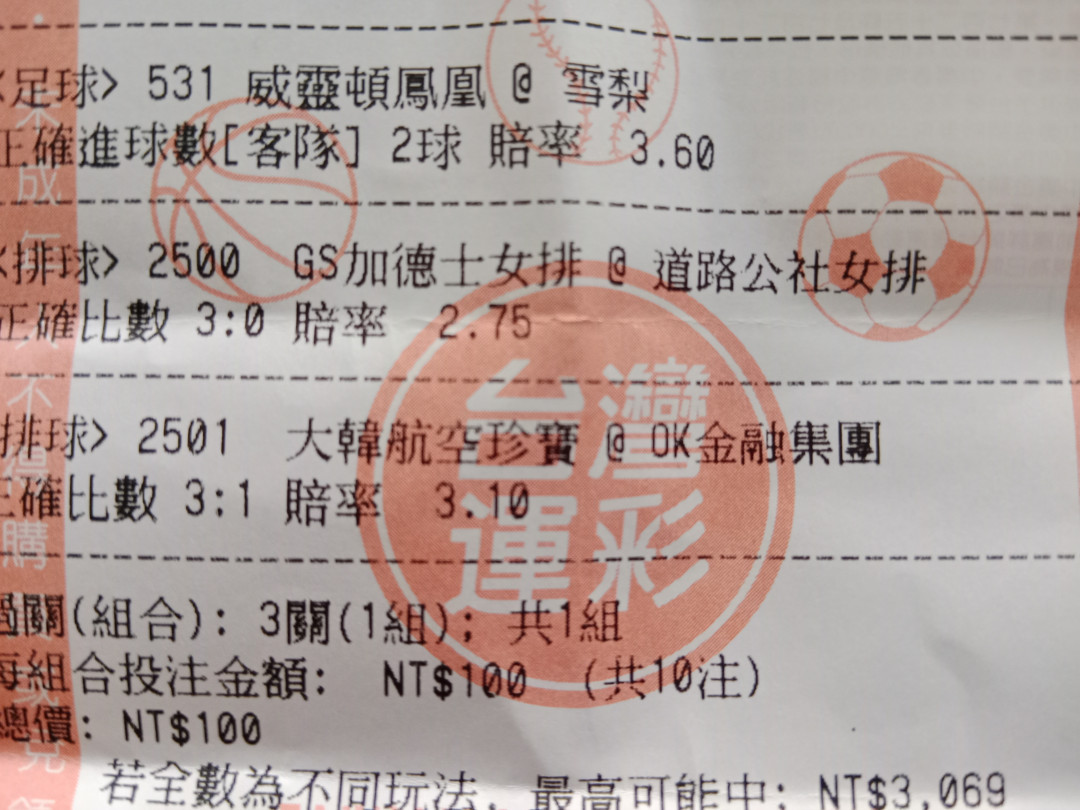 <足球> 531 威靈頓鳳凰 @ 雪梨
正確進球數[客隊] 2球 賠率 3.60
<排球> 2500 GS加德士女排 @ 道路公社女排
正確比數 3:0 賠率 2.75
排球> 2501 大韓航空珍寶 @ OK金融集團
正確比數 3:1 賠率 3.10
過關(組合): 3關(1組); 共1組
每組合投注金額: NT$100 (共10注)
總價: NT$100
若全數為不同玩法, 最高可能中: NT$3,069
台灣
運彩
成年
不得購